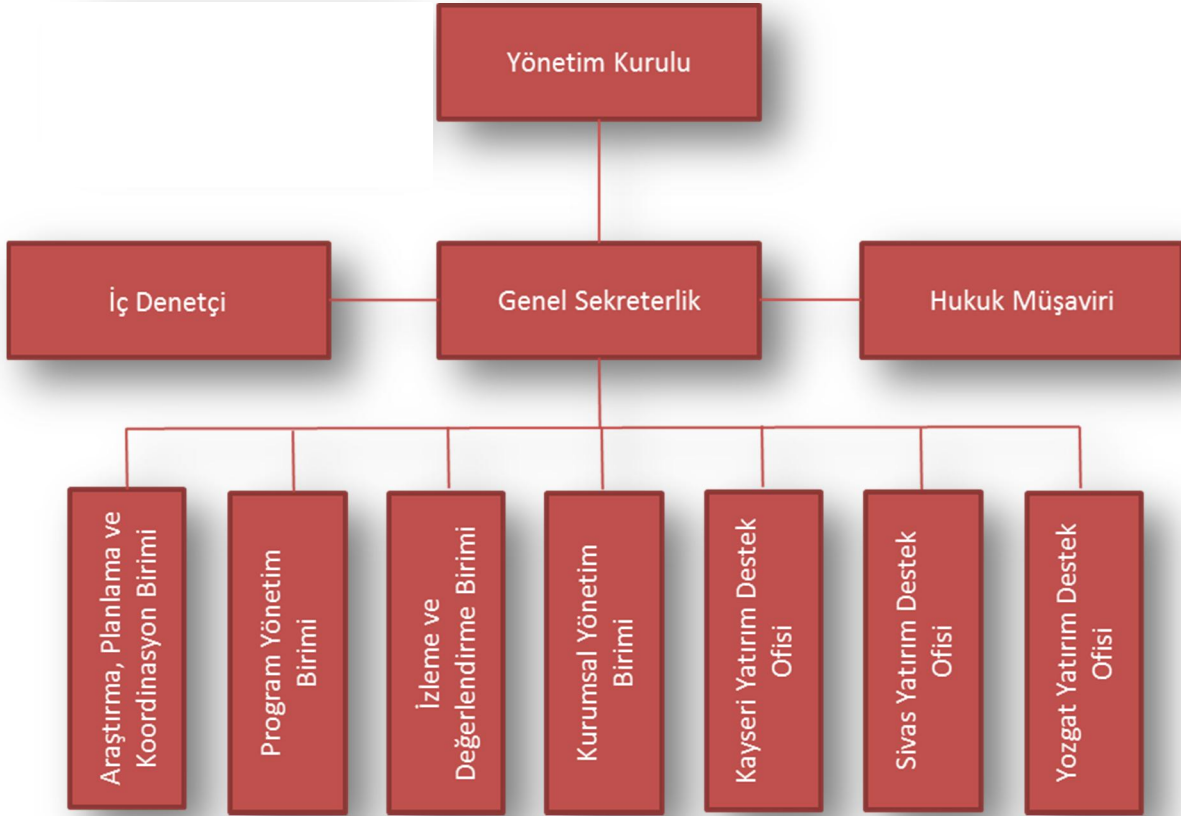 Yönetim Kurulu
İç Denetçi
Genel Sekreterlik
Hukuk Müşaviri
Araştırma, Planlama ve
Koordinasyon Birimi
Program Yönetim
Birimi
İzleme ve
Değerlendirme Birimi
Kurumsal Yönetim
Birimi
Kayseri Yatırım Destek
Ofisi
Sivas Yatırım Destek
Ofisi
Yozgat Yatırım Destek
Ofisi